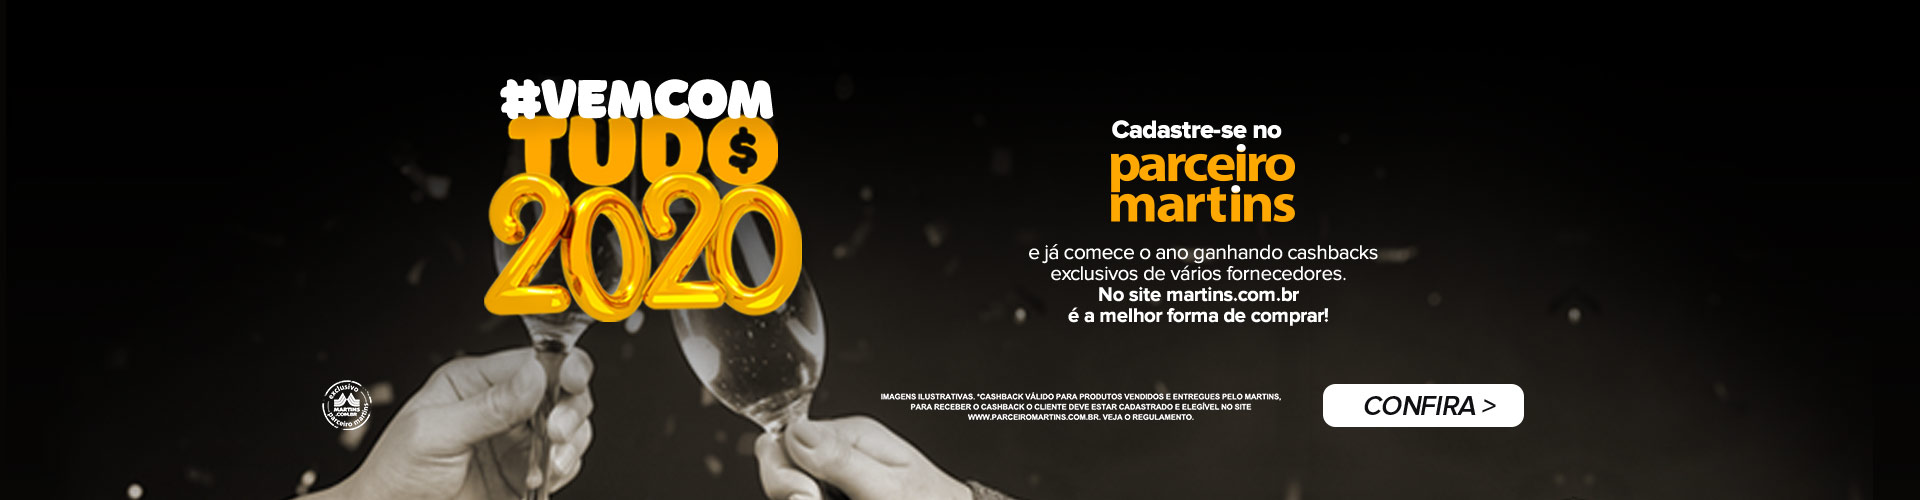 #VEMCOM
TUDO
2020
Cadastre-se no
parceiro
martins
e já comece o ano ganhando cashbacks
exclusivos de vários fornecedores.
No site martins.com.br
é a melhor forma de comprar!
exclusivo
MARTINS
.COM.BR
parceiro martins
IMAGENS ILUSTRATIVAS. *CASHBACK VÁLIDO PARA PRODUTOS VENDIDOS E ENTREGUES PELO MARTINS,
PARA RECEBER O CASHBACK O CLIENTE DEVE ESTAR CADASTRADO E ELEGÍVEL NO SITE
WWW.PARCEIROMARTINS.COM.BR. VEJA O REGULAMENTO.
CONFIRA >